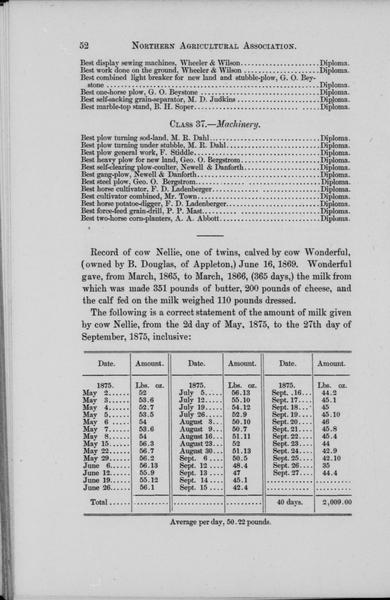 52 NORTHERN AGRICULTURAL ASSOCIATION.
Best display sewing machines, Wheeler & Wilson....................Diploma.
Best work done on the ground, Wheeler & Wilson....................Diploma.
Best combined light breaker for new land and stubble-plow, G. O. Bey-
stone....................Diploma.
Best one-horse plow, G. O. Beystone....................Diploma.
Best self-sacking grain-separator, M. D. Judkins....................Diploma.
Best marble-top stand, B. H. Soper....................Diploma.
CLASS 37.—Machinery.
Best plow turning sod-land, M. R. Dahl....................Diploma.
Best plow turning under stubble, M. R. Dahl....................Diploma.
Best plow general work, F. Stiddle....................Diploma.
Best heavy plow for new land, Geo. O. Bergstrom....................Diploma.
Best self-clearing plow-coulter, Newell & Danforth....................Diploma.
Best gang-plow, Newell & Danforth....................Diploma.
Best steel plow, Geo. O. Bergstrom....................Diploma.
Best horse cultivator, F. D. Ladenberger....................Diploma.
Best cultivator combined, Mr. Town....................Diploma.
Best horse potatoe-digger, F. D. Ladenberger....................Diploma.
Best force-feed grain-drill, P. P. Mast....................Diploma.
Best two-horse corn-planters, A. A. Abbott....................Diploma.
Record of cow Nellie, one of twins, calved by cow Wonderful,
(owned by B. Douglas, of Appleton,) June 16, 1869. Wonderful
gave, from March, 1865, to March, 1866, (365 days,) the milk from
which was made 351 pounds of butter, 200 pounds of cheese, and
the calf fed on the milk weighed 110 pounds dressed.
The following is a correct statement of the amount of milk given
by cow Nellie, from the 2d day of May, 1875, to the 27th day of
September, 1875, inclusive:
Date. Amount. Date. Amount. Date. Amount.
1875. Lbs. oz. 1875. Lbs. oz. 1875. Lbs. oz.
May 2..... 52 July 5..... 56.13 Sept. .16... 44.2
May 3..... 53.6 July 12..... 55.10 Sept. 17.... 45.1
May 4..... 52.7 July 19..... 54.12 Sept. 18.... 45
May 5..... 53.5 July 26..... 52.9 Sept. 19.... 45.10
May 6..... 54 August 3... 50.10 Sept. 20.... 46
May 7..... 53.6 August 9... 50.7 Sept. 21.... 45.8
May 8..... 54 August 16... 51.11 Sept. 22.... 45.4
May 15..... 56.3 August 23... 52 Sept. 23.... 44
May 22..... 56.7 August 30... 51.13 Sept. 24.... 42.9
May 29..... 56.2 Sept. 6.... 50.5 Sept. 25.... 42.10
June 6..... 56.13 Sept. 12.... 48.4 Sept. 26.... 35
June 12..... 55.9 Sept. 13.... 47 Sept. 27.... 44.4
June 19..... 55.12 Sept. 14.... 45.1
June 26..... 56.1 Sept. 15.... 42.4
Total..... 40 days. 2,009.00
Average per day, 50.22 pounds.